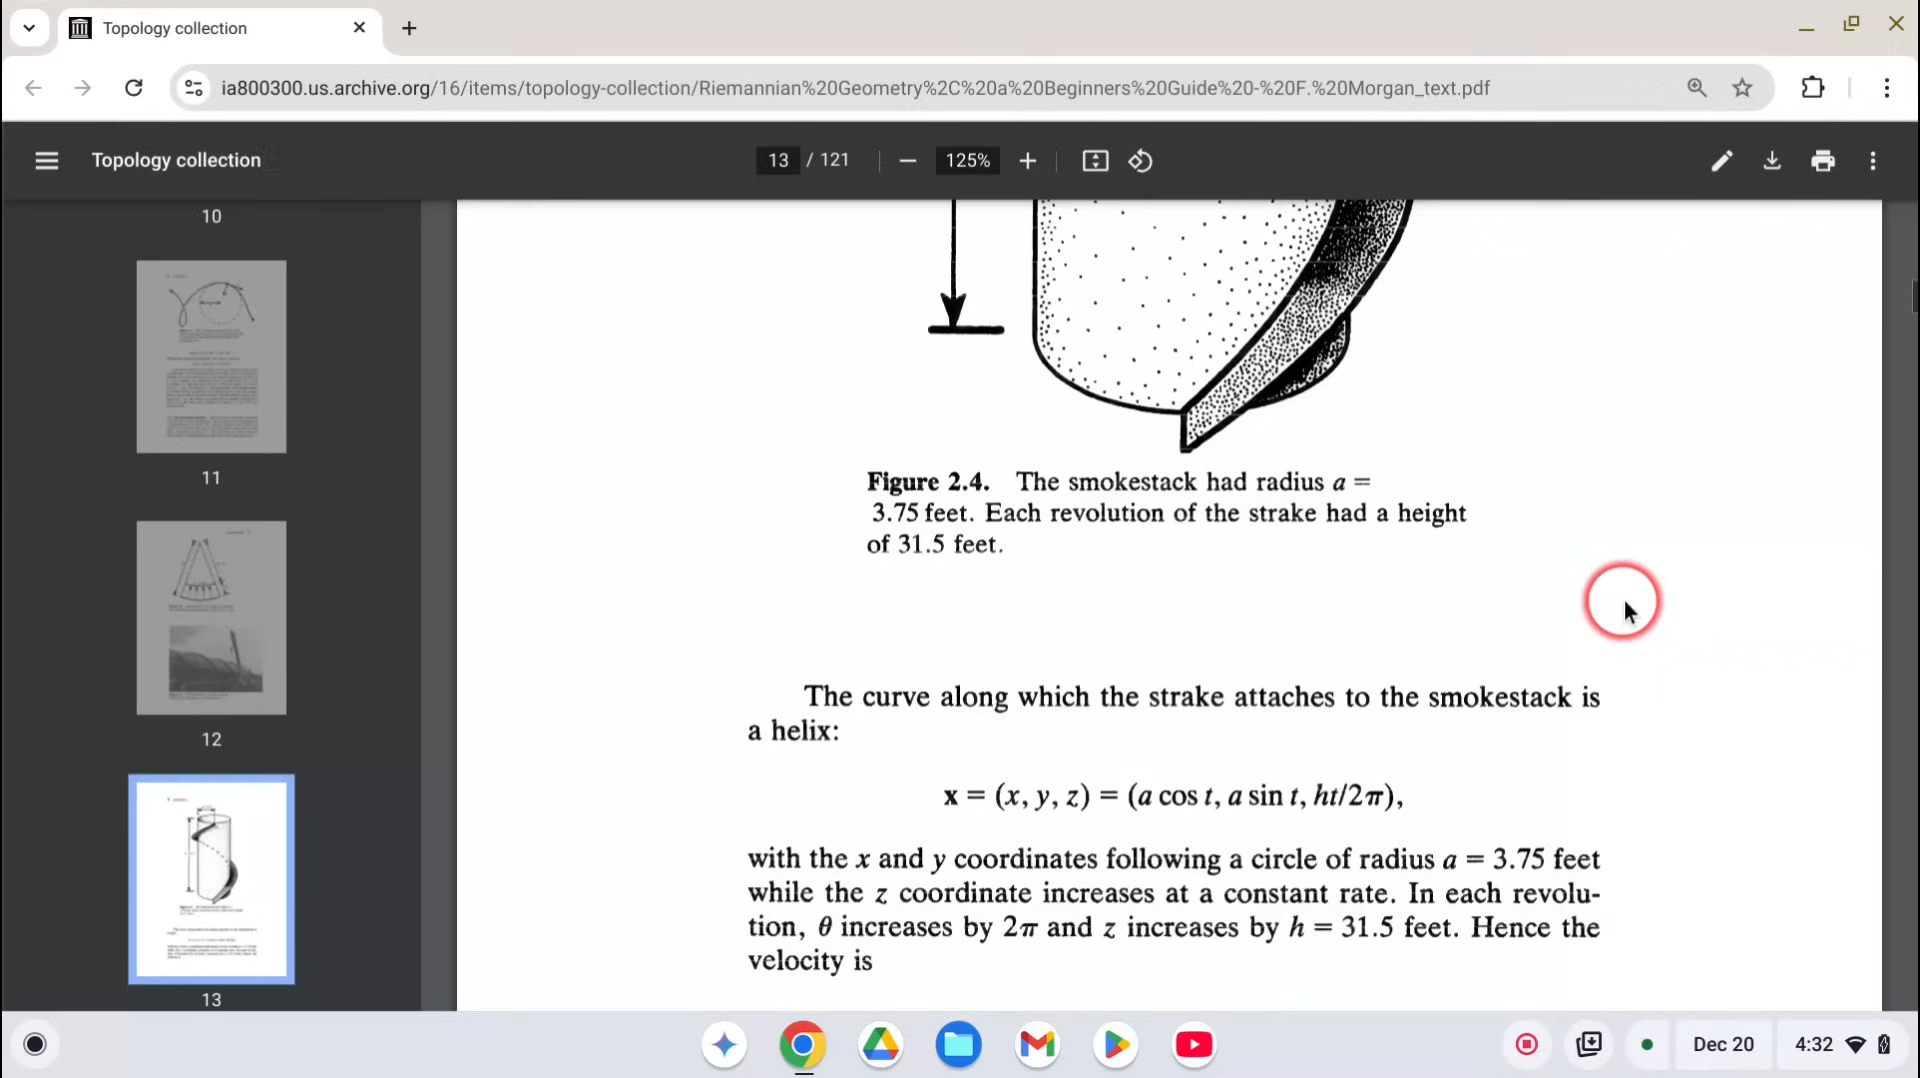 Topology collection
ia800300.us.archive.org/16/items/topology-collection/Riemannian%20Geometry%2C%20a%20Beginners%20Guide%20-%20F.%20Morgan_text.pdf
Topology collection
13 / 121
125%
10
11
12
13
Figure 2.4. The smokestack had radius a =
3.75 feet. Each revolution of the strake had a height
of 31.5 feet.
The curve along which the strake attaches to the smokestack is
a helix:
x = (x, y, z) = (a cos t, a sin t, ht/2π),
with the x and y coordinates following a circle of radius a = 3.75 feet
while the z coordinate increases at a constant rate. In each revolu-
tion, θ increases by 2π and z increases by h = 31.5 feet. Hence the
velocity is
Dec 20
4:32